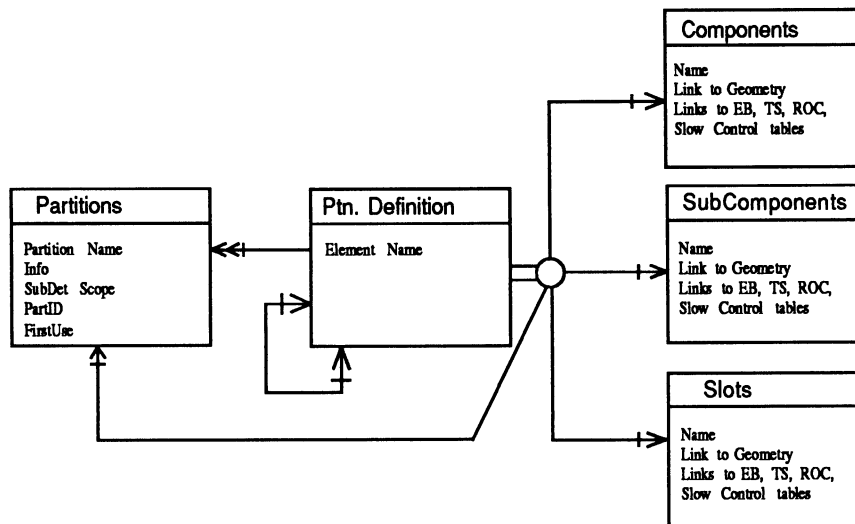 Components
Name
Link to Geometry
Links to EB, TS, ROC,
Slow Control tables
Partitions
Partition Name
Info
SubDet Scope
PartID
FirstUse
Ptn. Definition
Element Name
SubComponents
Name
Link to Geometry
Links to EB, TS, ROC,
Slow Control tables
Slots
Name
Link to Geometry
Links to EB, TS, ROC,
Slow Control tables